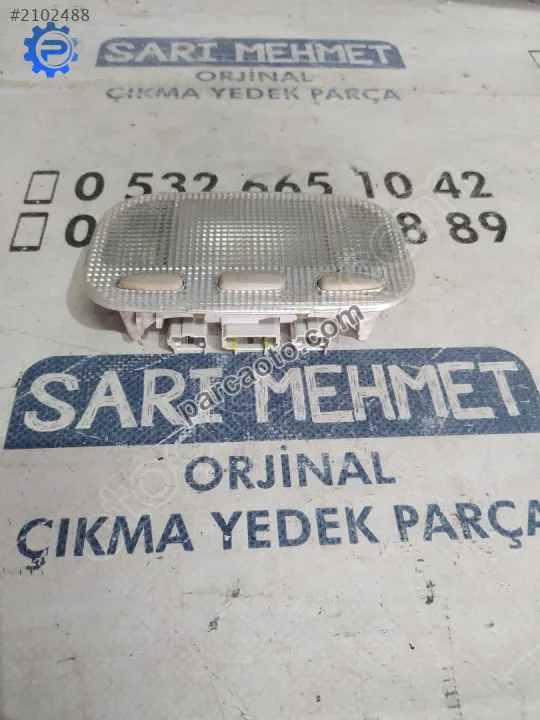 #2102488
SARI MEHMET
ORJİNAL
ÇIKMA YEDEK PARÇA
0 532 665 10 42
0 8 89
parcaoto.com
SARI MEHMET
ORJİNAL
ÇIKMA YEDEK PARÇA